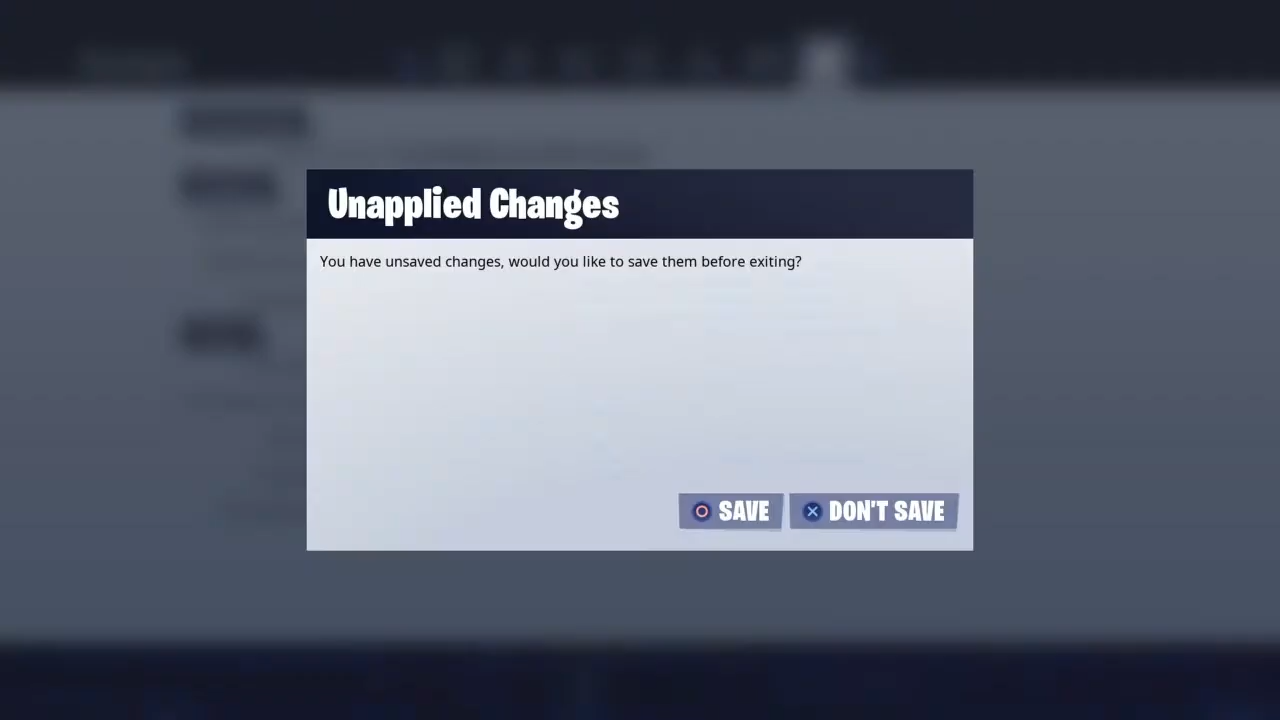 Unapplied Changes
You have unsaved changes, would you like to save them before exiting?
SAVE DON'T SAVE